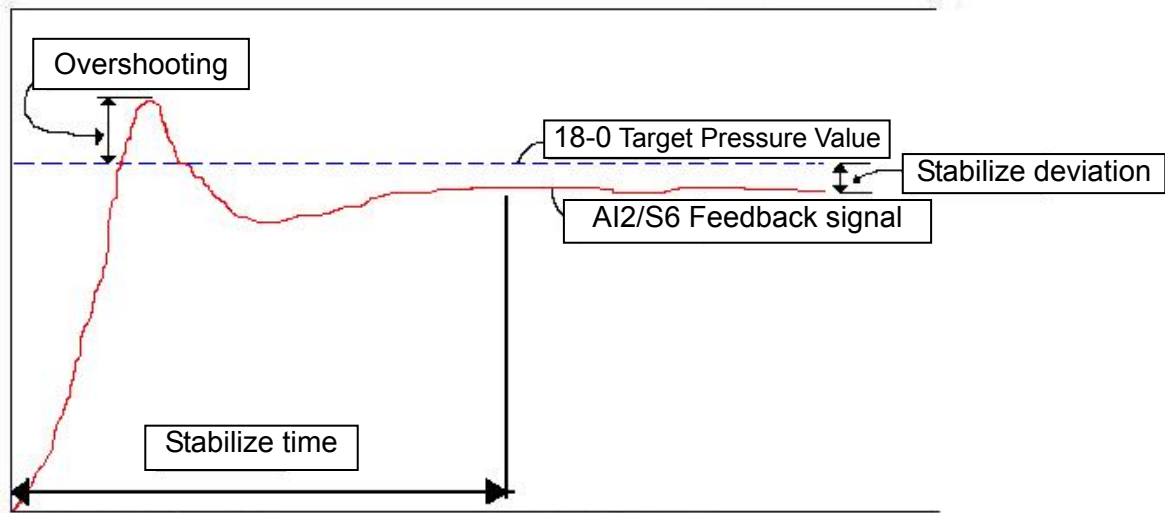 Overshooting
18-0 Target Pressure Value
Stabilize deviation
AI2/S6 Feedback signal
Stabilize time